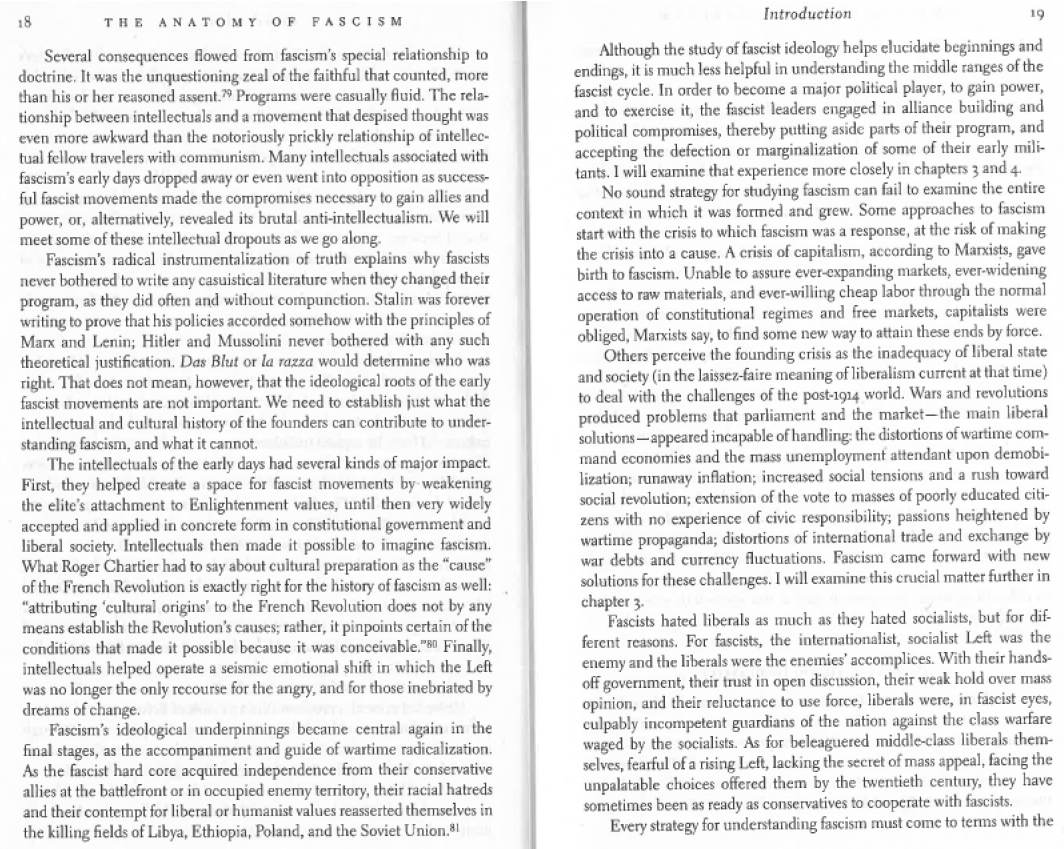 18 THE ANATOMY OF FASCISM
Several consequences flowed from fascism's special relationship to
doctrine. It was the unquestioning zeal of the faithful that counted, more
than his or her reasoned assent.79 Programs were casually fluid. The rela-
tionship between intellectuals and a movement that despised thought was
even more awkward than the notoriously prickly relationship of intellec-
tual fellow travelers with communism. Many intellectuals associated with
fascism's early days dropped away or even went into opposition as success-
ful fascist movements made the compromises necessary to gain allies and
power, or, alternatively, revealed its brutal anti-intellectualism. We will
meet some of these intellectual dropouts as we go along.
Fascism's radical instrumentalization of truth explains why fascists
never bothered to write any casuistical literature when they changed their
program, as they did often and without compunction. Stalin was forever
writing to prove that his policies accorded somehow with the principles of
Marx and Lenin; Hitler and Mussolini never bothered with any such
theoretical justification. Das Blut or la razza would determine who was
right. That does not mean, however, that the ideological roots of the early
fascist movements are not important. We need to establish just what the
intellectual and cultural history of the founders can contribute to under-
standing fascism, and what it cannot.
The intellectuals of the early days had several kinds of major impact.
First, they helped create a space for fascist movements by weakening
the elite's attachment to Enlightenment values, until then very widely
accepted and applied in concrete form in constitutional government and
liberal society. Intellectuals then made it possible to imagine fascism.
What Roger Chartier had to say about cultural preparation as the "cause"
of the French Revolution is exactly right for the history of fascism as well:
"attributing 'cultural origins' to the French Revolution does not by any
means establish the Revolution's causes; rather, it pinpoints certain of the
conditions that made it possible because it was conceivable."80 Finally,
intellectuals helped operate a seismic emotional shift in which the Left
was no longer the only recourse for the angry, and for those inebriated by
dreams of change.
Fascism's ideological underpinnings became central again in the
final stages, as the accompaniment and guide of wartime radicalization.
As the fascist hard core acquired independence from their conservative
allies at the battlefront or in occupied enemy territory, their racial hatreds
and their contempt for liberal or humanist values reasserted themselves in
the killing fields of Libya, Ethiopia, Poland, and the Soviet Union.81
Introduction 19
Although the study of fascist ideology helps elucidate beginnings and
endings, it is much less helpful in understanding the middle ranges of the
fascist cycle. In order to become a major political player, to gain power,
and to exercise it, the fascist leaders engaged in alliance building and
political compromises, thereby putting aside parts of their program, and
accepting the defection or marginalization of some of their early mili-
tants. I will examine that experience more closely in chapters 3 and 4.
No sound strategy for studying fascism can fail to examine the entire
context in which it was formed and grew. Some approaches to fascism
start with the crisis to which fascism was a response, at the risk of making
the crisis into a cause. A crisis of capitalism, according to Marxists, gave
birth to fascism. Unable to assure ever-expanding markets, ever-widening
access to raw materials, and ever-willing cheap labor through the normal
operation of constitutional regimes and free markets, capitalists were
obliged, Marxists say, to find some new way to attain these ends by force.
Others perceive the founding crisis as the inadequacy of liberal state
and society (in the laissez-faire meaning of liberalism current at that time)
to deal with the challenges of the post-1914 world. Wars and revolutions
produced problems that parliament and the market—the main liberal
solutions—appeared incapable of handling: the distortions of wartime com-
mand economies and the mass unemployment attendant upon demobi-
lization; runaway inflation; increased social tensions and a rush toward
social revolution; extension of the vote to masses of poorly educated citi-
zens with no experience of civic responsibility; passions heightened by
wartime propaganda; distortions of international trade and exchange by
war debts and currency fluctuations. Fascism came forward with new
solutions for these challenges. I will examine this crucial matter further in
chapter 3.
Fascists hated liberals as much as they hated socialists, but for dif-
ferent reasons. For fascists, the internationalist, socialist Left was the
enemy and the liberals were the enemies' accomplices. With their hands-
off government, their trust in open discussion, their weak hold over mass
opinion, and their reluctance to use force, liberals were, in fascist eyes,
culpably incompetent guardians of the nation against the class warfare
waged by the socialists. As for beleaguered middle-class liberals them-
selves, fearful of a rising Left, lacking the secret of mass appeal, facing the
unpalatable choices offered them by the twentieth century, they have
sometimes been as ready as conservatives to cooperate with fascists.
Every strategy for understanding fascism must come to terms with the